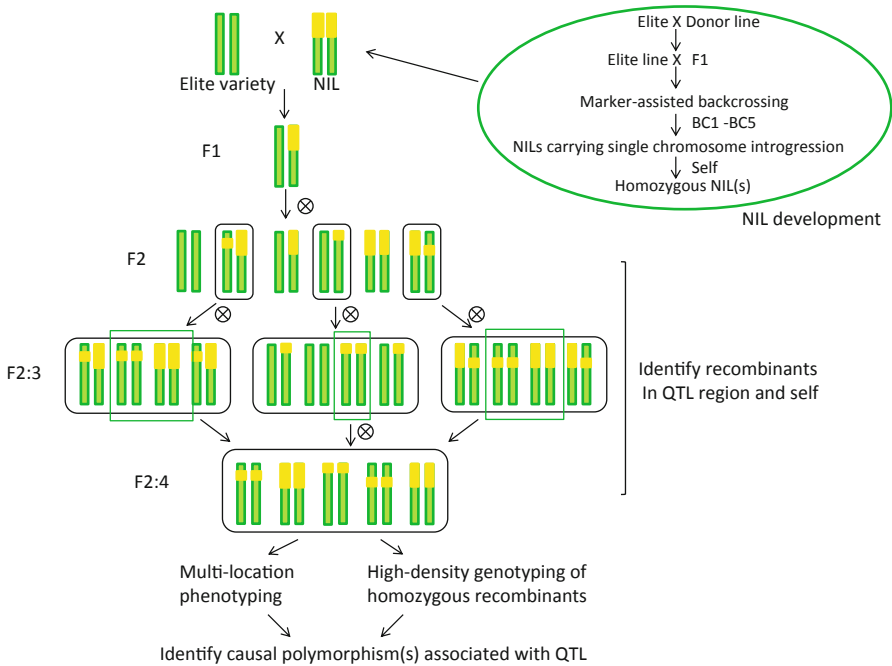 X
Elite variety
NIL
F1
F2
F2:3
F2:4
Elite X Donor line
Elite line X F1
Marker-assisted backcrossing
BC1 -BC5
NILs carrying single chromosome introgression
Self
Homozygous NIL(s)
NIL development
Identify recombinants
In QTL region and self
Multi-location
phenotyping
High-density genotyping of
homozygous recombinants
Identify causal polymorphism(s) associated with QTL